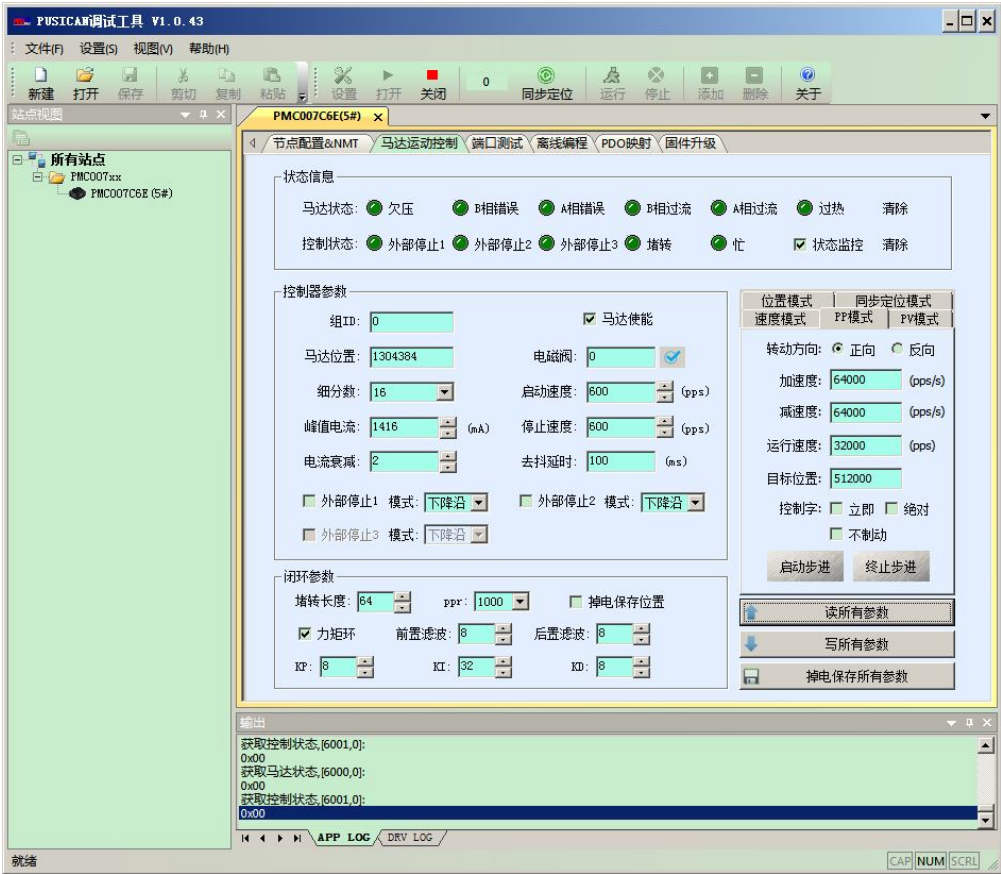 PUSICAN调试工具 V1.0.43
文件(F) 设置(S) 视图(V) 帮助(H)
新建 打开 保存 剪切 复制 粘贴 设置 打开 关闭 0 同步定位 运行 停止 添加 删除 关于
站点视图
PMC007C6E(5#)
节点配置&NMT 马达运动控制 端口测试 离线编程 PDO映射 固件升级
所有站点
PMC007xx
PMC007C6E (5#)
状态信息
马达状态: 欠压 B相错误 A相错误 B相过流 A相过流 过热 清除
控制状态: 外部停止1 外部停止2 外部停止3 堵转 忙 状态监控 清除
控制器参数
组ID: 0 马达使能
马达位置: 1304384 电磁阀: 0
细分数: 16 启动速度: 600 (pps)
峰值电流: 1416 (mA) 停止速度: 600 (pps)
电流衰减: 2 去抖延时: 100 (ms)
外部停止1 模式: 下降沿 外部停止2 模式: 下降沿
外部停止3 模式: 下降沿
闭环参数
堵转长度: 64 ppr: 1000 掉电保存位置
力矩环 前置滤波: 8 后置滤波: 8
KP: 8 KI: 32 KD: 8
位置模式 同步定位模式
速度模式 PP模式 PV模式
转动方向: 正向 反向
加速度: 64000 (pps/s)
减速度: 64000 (pps/s)
运行速度: 32000 (pps)
目标位置: 512000
控制字: 立即 绝对
不制动
启动步进 终止步进
读所有参数
写所有参数
掉电保存所有参数
输出
获取控制状态,[6001,0]:
0x00
获取马达状态,[6000,0]:
0x00
获取控制状态,[6001,0]:
0x00
APP LOG DRV LOG
就绪 CAP NUM SCRL